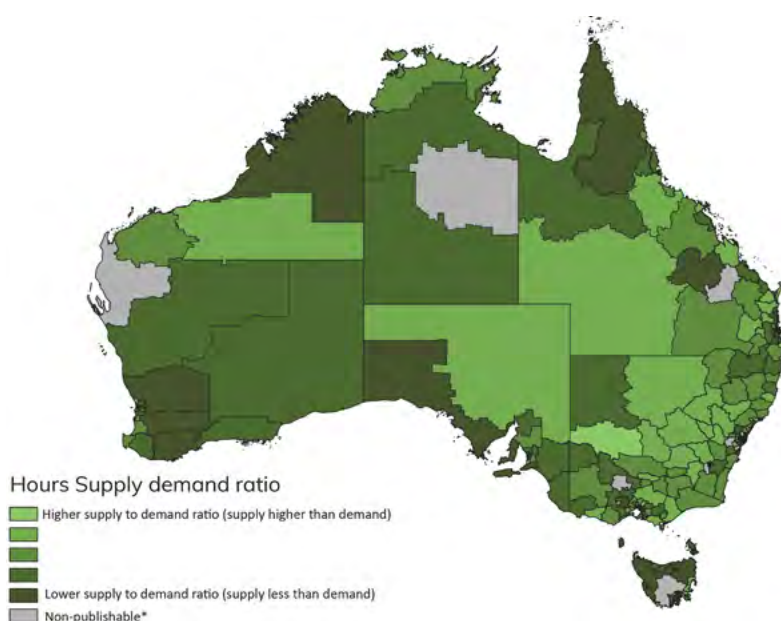 Hours Supply demand ratio
Higher supply to demand ratio (supply higher than demand)
Lower supply to demand ratio (supply less than demand)
Non-publishable*